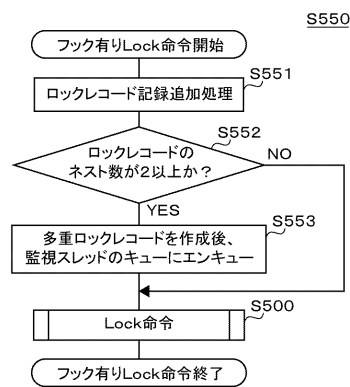 S550
フック有りLock命令開始
S551
ロックレコード記録追加処理
S552
ロックレコードの
ネスト数が2以上か?
NO
YES
S553
多重ロックレコードを作成後、
監視スレッドのキューにエンキュー
S500
Lock命令
フック有りLock命令終了